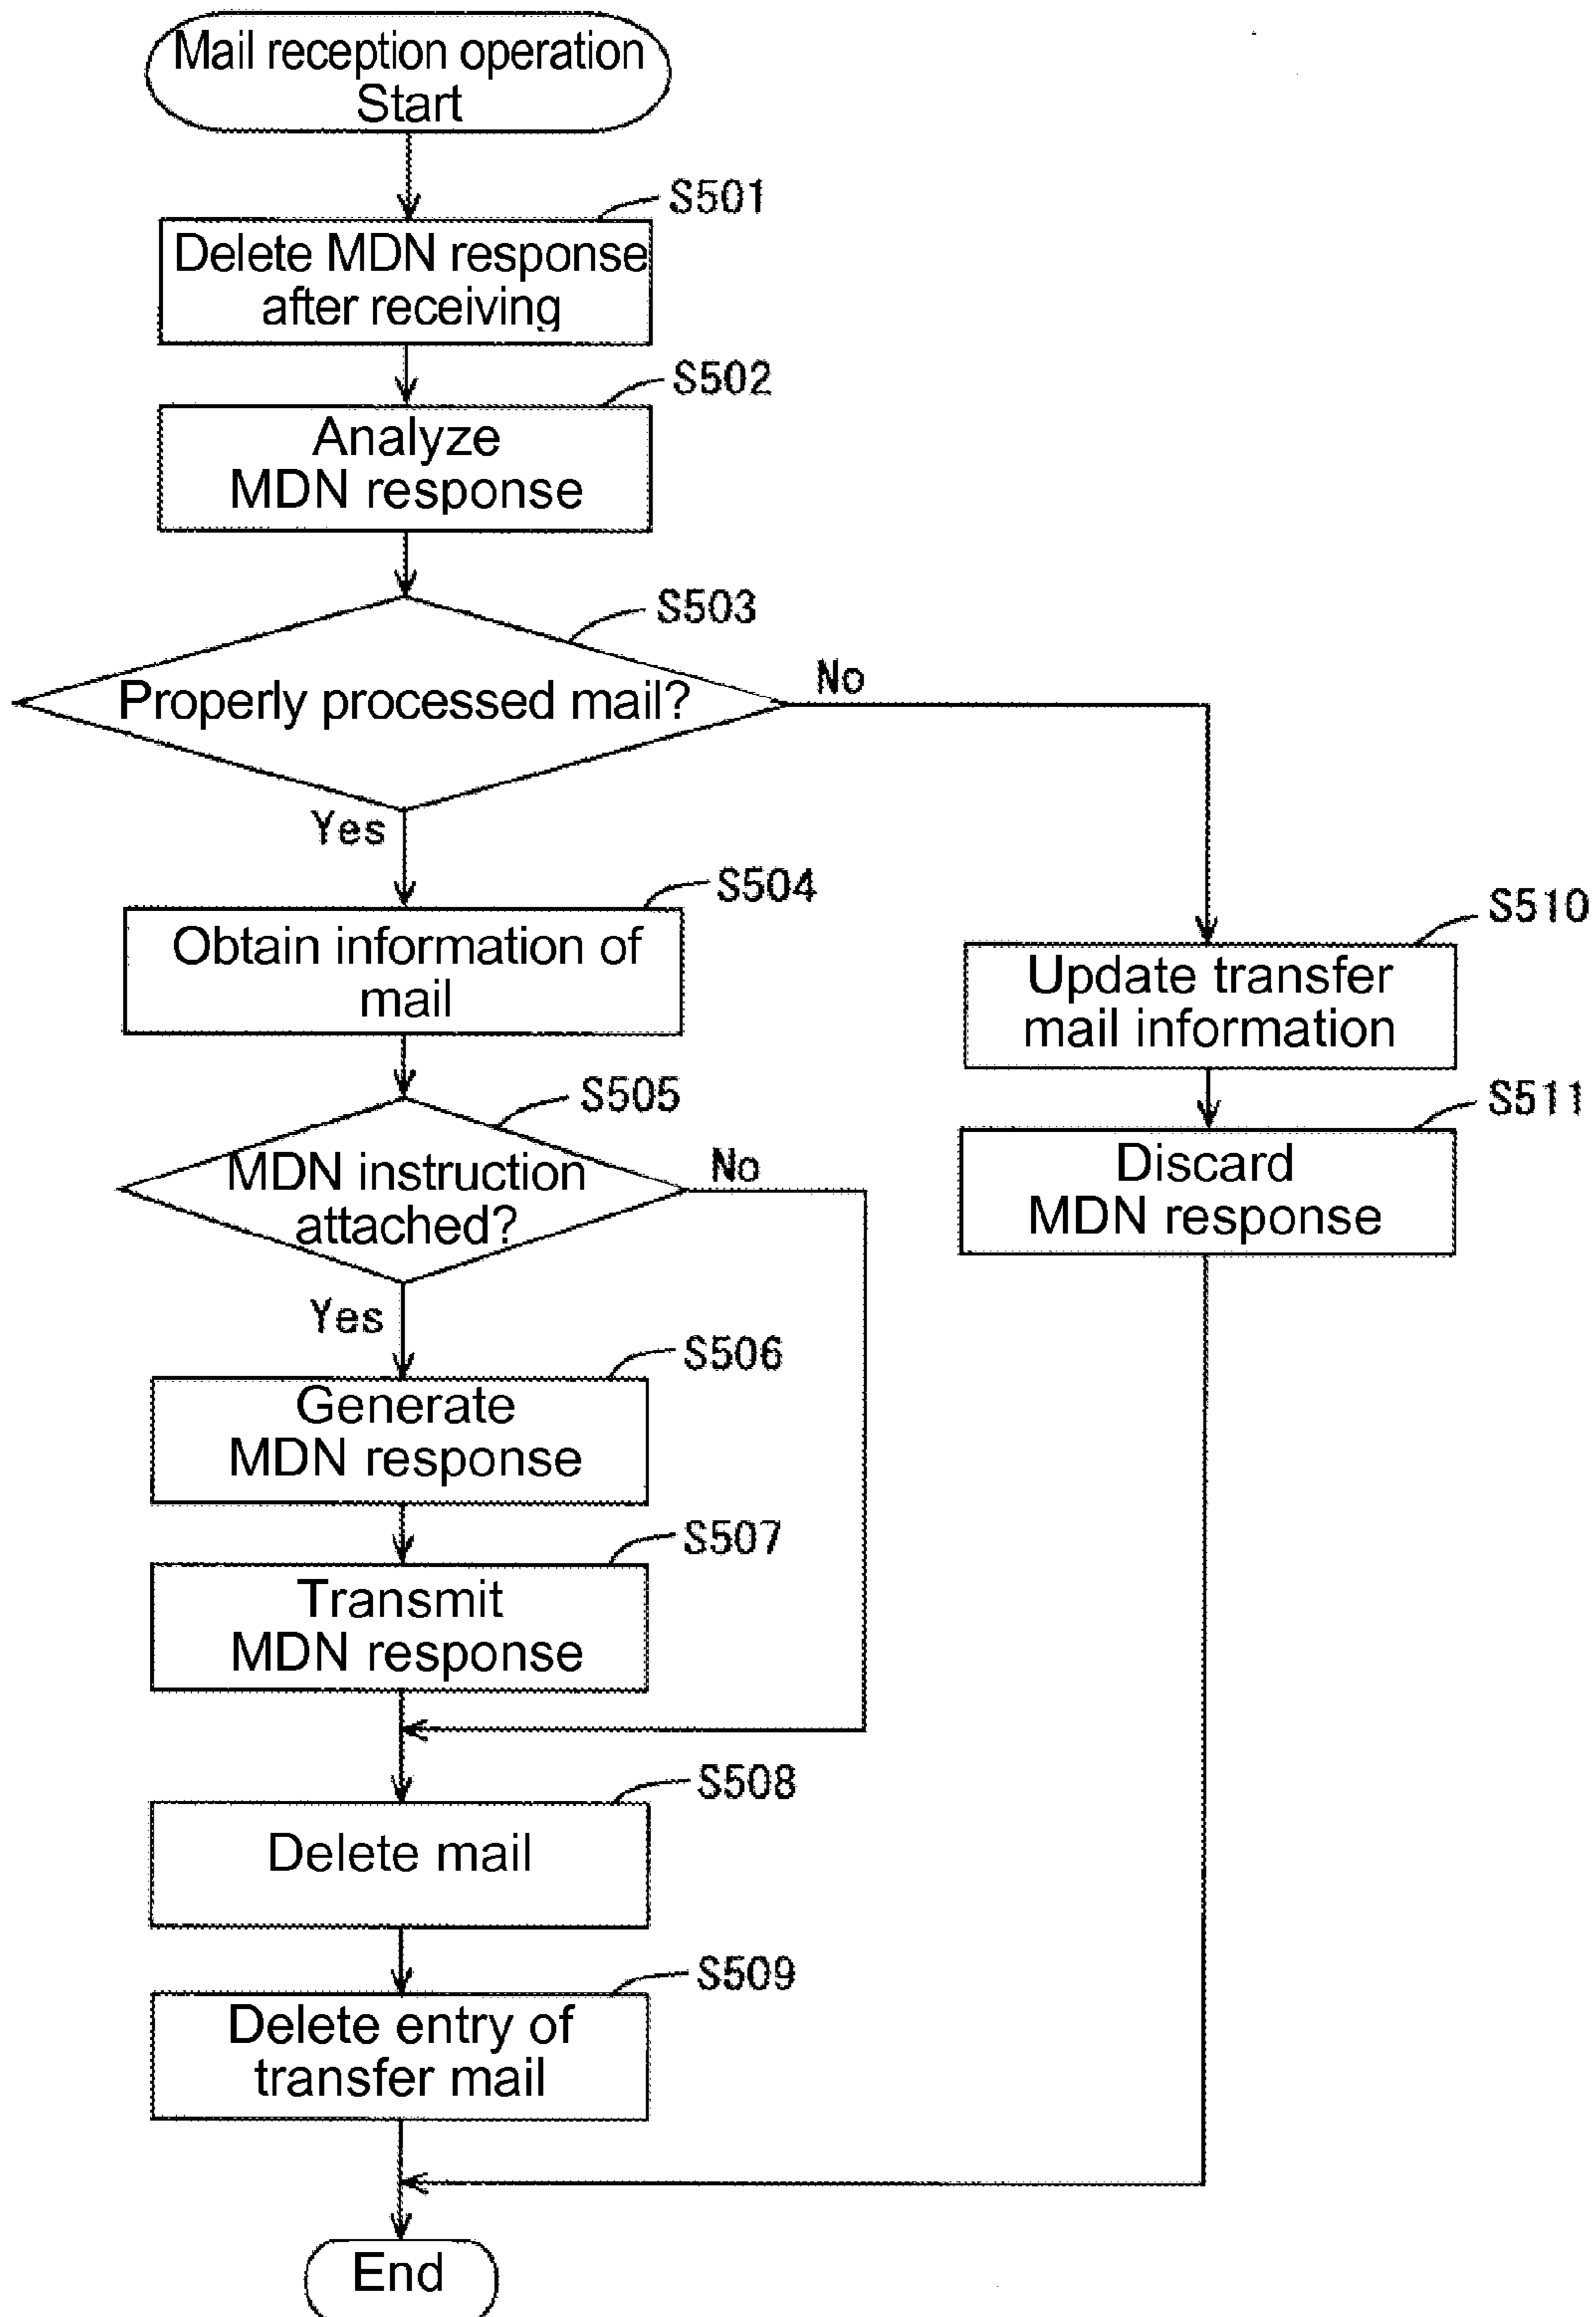 Mail reception operation
Start
S501
Delete MDN response
after receiving
S502
Analyze
MDN response
S503
Properly processed mail?
No
Yes
S504
Obtain information of
mail
S510
Update transfer
mail information
S505
MDN instruction
attached?
No
Yes
S511
Discard
MDN response
S506
Generate
MDN response
S507
Transmit
MDN response
S508
Delete mail
S509
Delete entry of
transfer mail
End